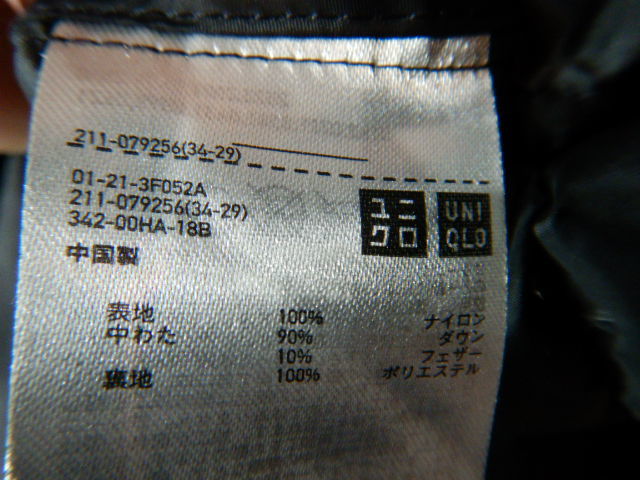 211-079256(34-29)
01-21-3F052A
211-079256(34-29)
342-00HA-18B
中国製
ユニ
クロ
UNI
QLO
表地 100% ナイロン
中わた 90% ダウン
10% フェザー
裏地 100% ポリエステル